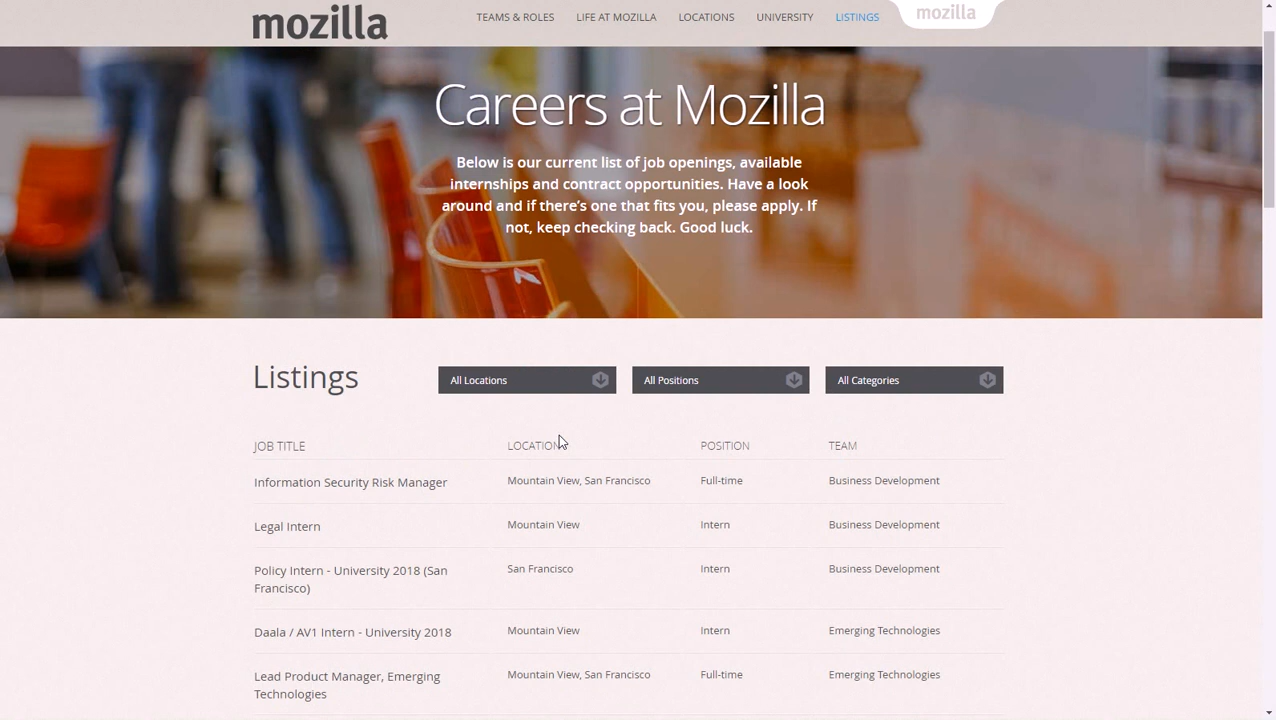 mozilla
TEAMS & ROLES LIFE AT MOZILLA LOCATIONS UNIVERSITY LISTINGS
mozilla
Careers at Mozilla
Below is our current list of job openings, available
internships and contract opportunities. Have a look
around and if there’s one that fits you, please apply. If
not, keep checking back. Good luck.
Listings
All Locations All Positions All Categories
JOB TITLE LOCATION POSITION TEAM
Information Security Risk Manager Mountain View, San Francisco Full-time Business Development
Legal Intern Mountain View Intern Business Development
Policy Intern - University 2018 (San San Francisco Intern Business Development
Francisco)
Daala / AV1 Intern - University 2018 Mountain View Intern Emerging Technologies
Lead Product Manager, Emerging Mountain View, San Francisco Full-time Emerging Technologies
Technologies